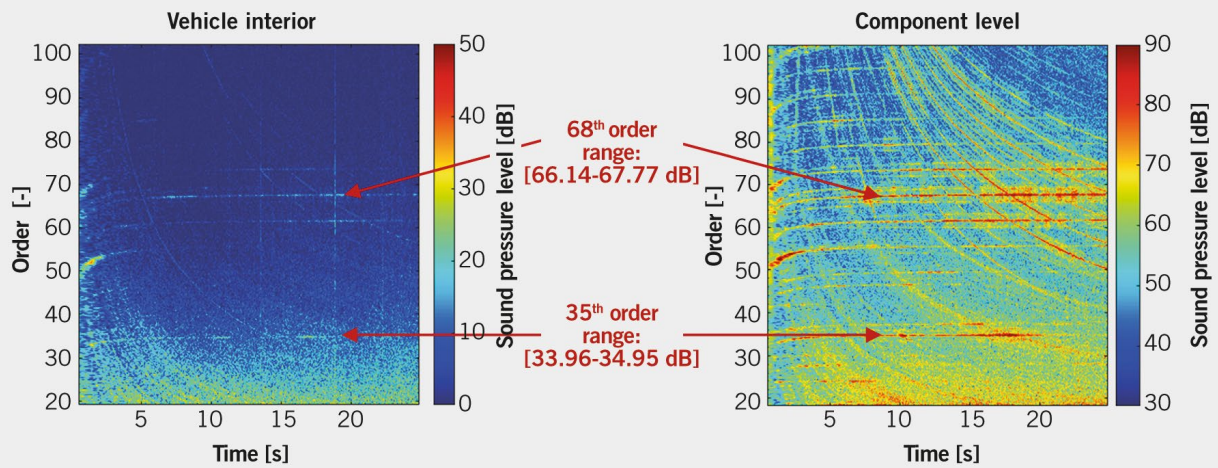 Vehicle interior
Order [-]
100
90
80
70
60
50
40
30
20
5
10
15
20
Time [s]
50
40
30
20
10
0
Sound pressure level [dB]
68th order
range:
[66.14-67.77 dB]
35th order
range:
[33.96-34.95 dB]
Component level
Order [-]
100
90
80
70
60
50
40
30
20
5
10
15
20
Time [s]
90
80
70
60
50
40
30
Sound pressure level [dB]